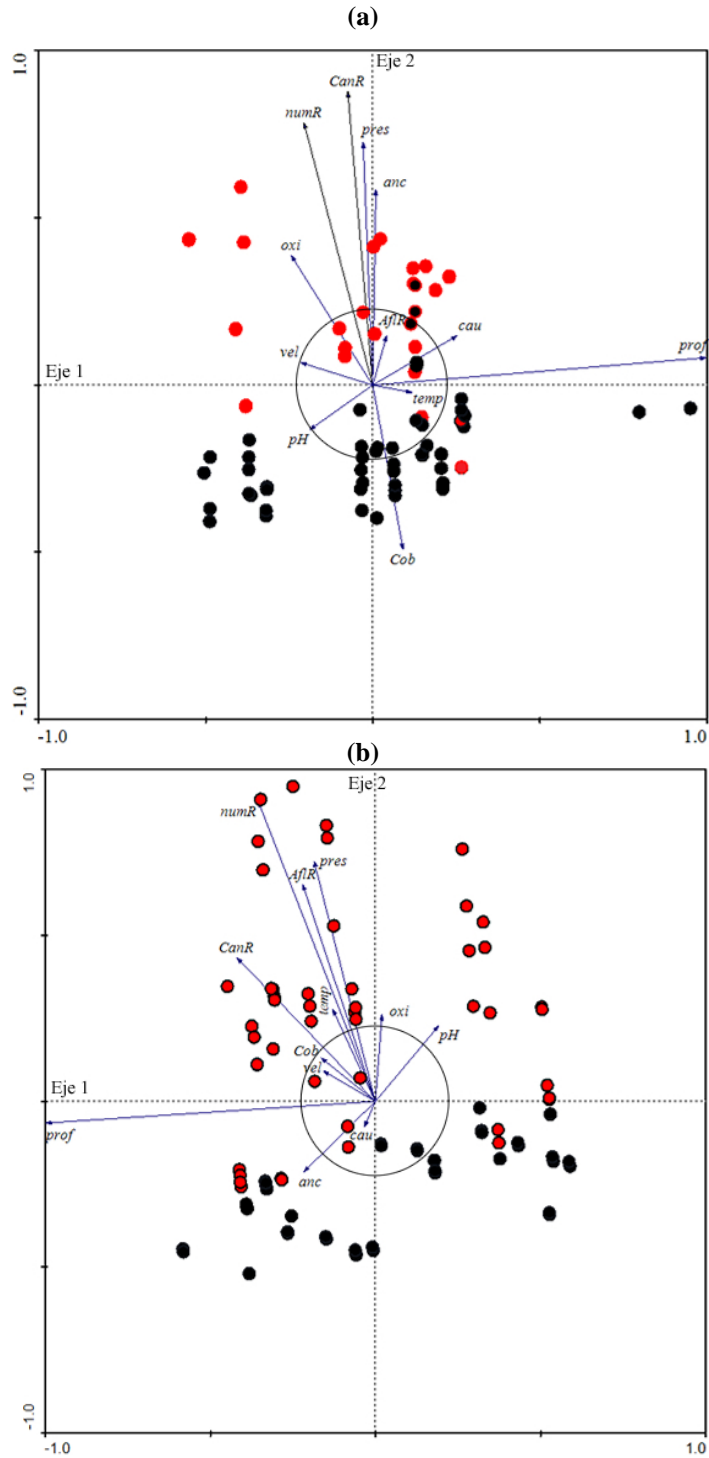 (a)
1.0
Eje 2
CanR
numR
pres
anc
oxi
AflR
cau
vel
prof
Eje 1
temp
pH
Cob
-1.0
-1.0
1.0
(b)
1.0
Eje 2
numR
pres
AflR
CanR
temp
oxi
pH
Cob
vel
Eje 1
prof
cau
anc
-1.0
-1.0
1.0